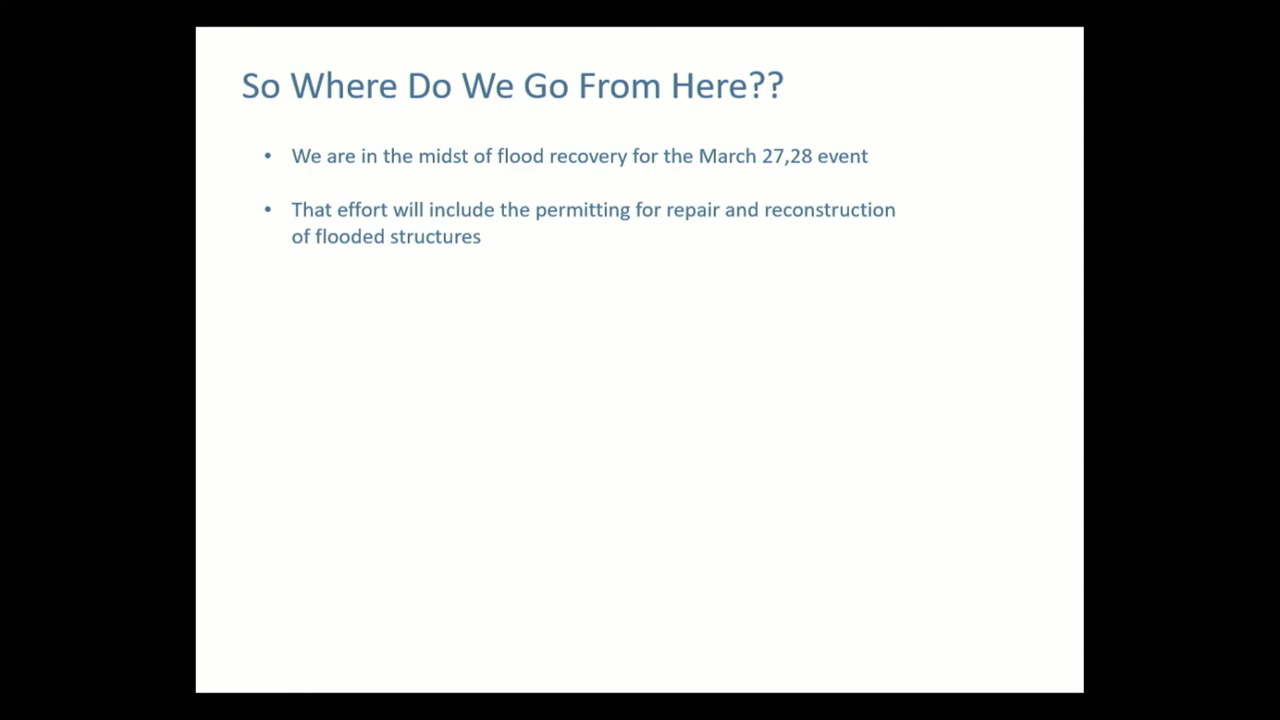 So Where Do We Go From Here??
• We are in the midst of flood recovery for the March 27,28 event
• That effort will include the permitting for repair and reconstruction
of flooded structures